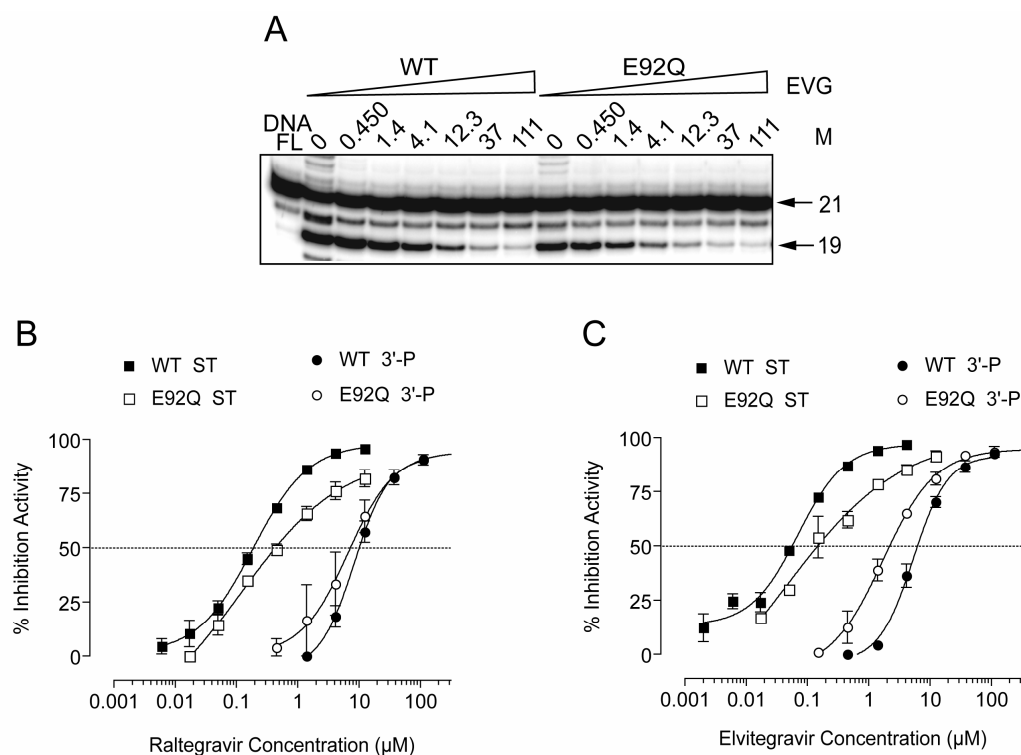 A
WT E92Q EVG
DNA
FL 0 0.450 1.4 4.1 12.3 37 111 0 0.450 1.4 4.1 12.3 37 111 M
21
19
B
WT ST WT 3'-P
E92Q ST E92Q 3'-P
% Inhibition Activity
100
75
50
25
0
0.001 0.01 0.1 1 10 100
Raltegravir Concentration (µM)
C
WT ST WT 3'-P
E92Q ST E92Q 3'-P
% Inhibition Activity
100
75
50
25
0
0.001 0.01 0.1 1 10 100
Elvitegravir Concentration (µM)